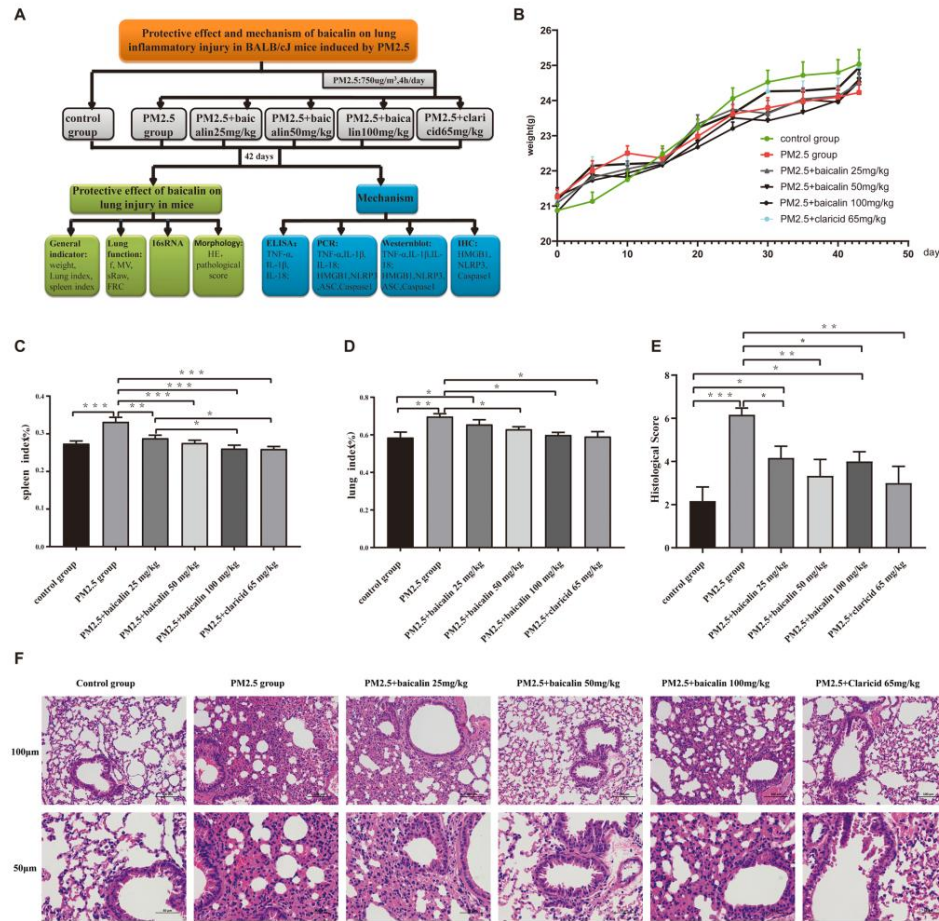 A
Protective effect and mechanism of baicalin on lung
inflammatory injury in BALB/cJ mice induced by PM2.5
PM2.5:750ug/m³,4h/day
control
group
PM2.5
group
PM2.5+baic
alin25mg/kg
PM2.5+baic
alin50mg/kg
PM2.5+baica
lin100mg/kg
PM2.5+clari
cid65mg/kg
42 days
Protective effect of baicalin on
lung injury in mice
Mechanism
General
indicator:
weight,
Lung index,
spleen index
Lung
function:
f, MV,
sRaw,
FRC
16sRNA
Morphology:
HE,
pathological
score
ELISA:
TNF-α,
IL-1β,
IL-18;
PCR:
TNF-α,IL-1β,
IL-18;
HMGB1,NLRP3
,ASC,Caspase1
Westernblot:
TNF-α,IL-1β,IL-
18;
HMGB1,NLRP3,
ASC,Caspase1
IHC:
HMGB1,
NLRP3,
Caspase1
B
weight(g)
26
25
24
23
22
21
20
0
10
20
30
40
50
day
control group
PM2.5 group
PM2.5+baicalin 25mg/kg
PM2.5+baicalin 50mg/kg
PM2.5+baicalin 100mg/kg
PM2.5+claricid 65mg/kg
C
spleen index(%)
0.4
0.3
0.2
0.1
0.0
* * *
* * *
* * *
* * *
* *
*
*
control group
PM2.5 group
PM2.5+baicalin 25 mg/kg
PM2.5+baicalin 50 mg/kg
PM2.5+baicalin 100 mg/kg
PM2.5+claricid 65 mg/kg
D
lung index(%)
0.8
0.6
0.4
0.2
0.0
*
*
*
* *
*
control group
PM2.5 group
PM2.5+baicalin 25 mg/kg
PM2.5+baicalin 50 mg/kg
PM2.5+baicalin 100 mg/kg
PM2.5+claricid 65 mg/kg
E
Histological Score
8
6
4
2
0
* *
*
* *
*
*
* * *
*
control group
PM2.5 group
PM2.5+baicalin 25 mg/kg
PM2.5+baicalin 50 mg/kg
PM2.5+baicalin 100 mg/kg
PM2.5+claricid 65 mg/kg
F
Control group
PM2.5 group
PM2.5+baicalin 25mg/kg
PM2.5+baicalin 50mg/kg
PM2.5+baicalin 100mg/kg
PM2.5+Claricid 65mg/kg
100μm
50μm